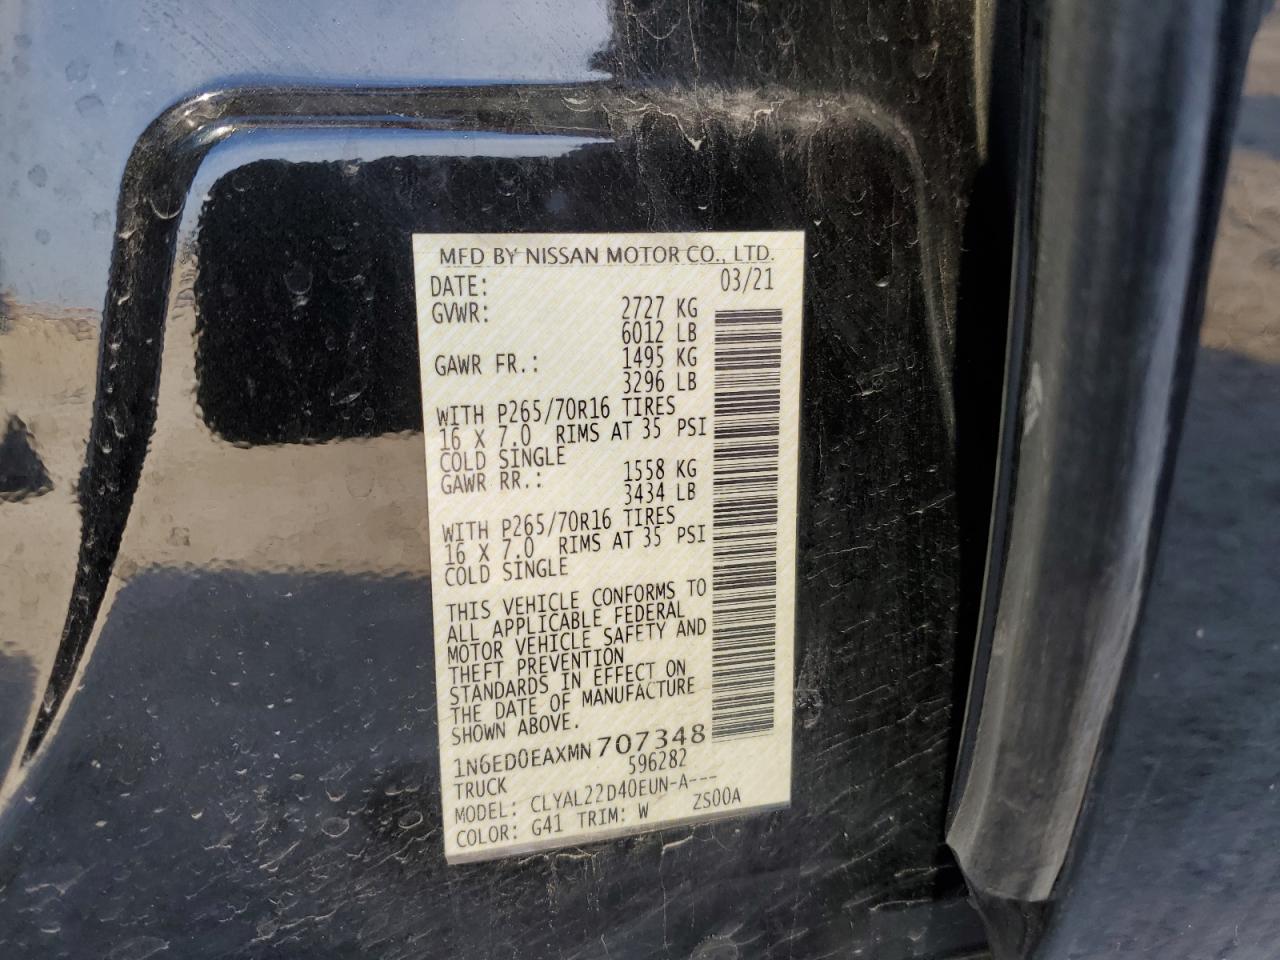 MFD BY NISSAN MOTOR CO., LTD.
DATE: 03/21
GVWR: 2727 KG
6012 LB
GAWR FR.: 1495 KG
3296 LB
WITH P265/70R16 TIRES
16 X 7.0 RIMS AT 35 PSI
COLD SINGLE
GAWR RR.: 1558 KG
3434 LB
WITH P265/70R16 TIRES
16 X 7.0 RIMS AT 35 PSI
COLD SINGLE
THIS VEHICLE CONFORMS TO
ALL APPLICABLE FEDERAL
MOTOR VEHICLE SAFETY AND
THEFT PREVENTION
STANDARDS IN EFFECT ON
THE DATE OF MANUFACTURE
SHOWN ABOVE.
1N6ED0EAXMN707348
TRUCK 596282
MODEL: CLYAL22D40EUN-A---
COLOR: G41 TRIM: W ZS00A